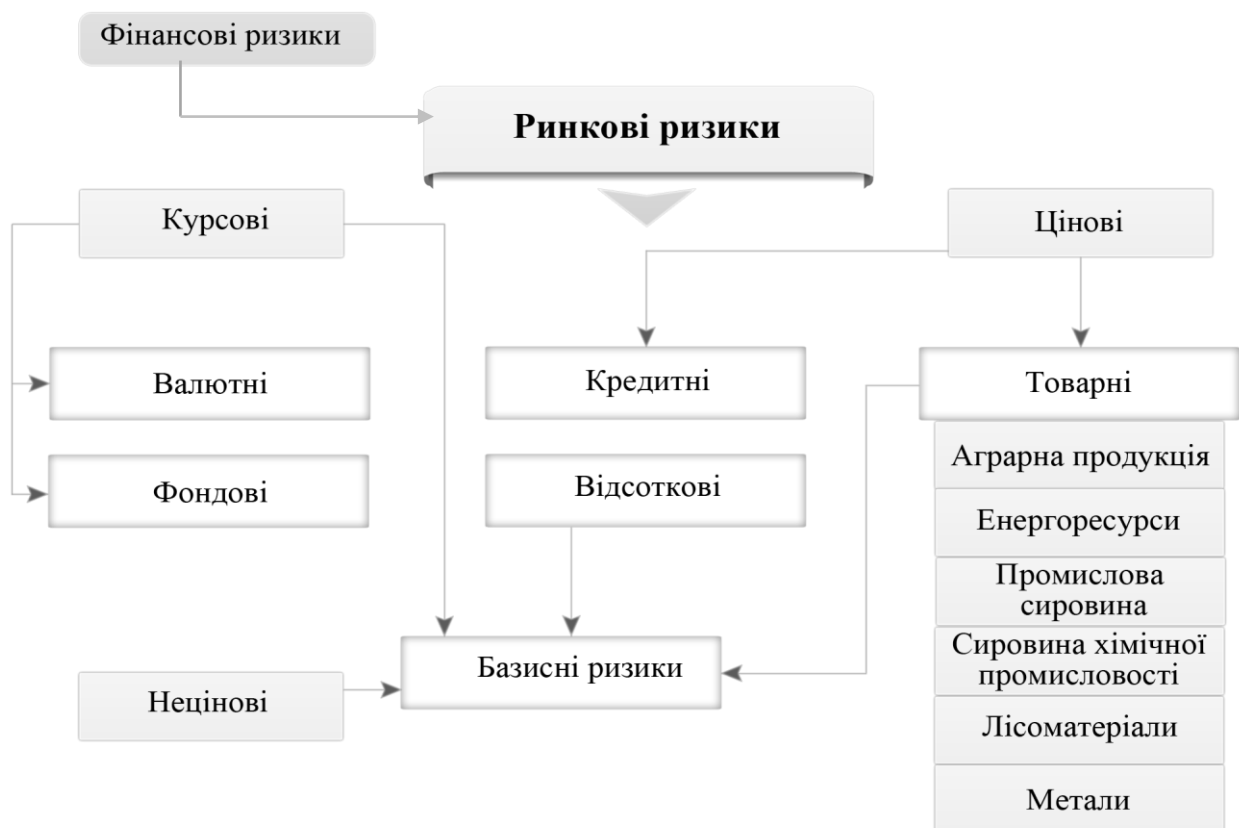 Фінансові ризики
Ринкові ризики
Курсові
Цінові
Валютні
Кредитні
Товарні
Фондові
Відсоткові
Аграрна продукція
Енергоресурси
Промислова
сировина
Сировина хімічної
промисловості
Базисні ризики
Нецінові
Лісоматеріали
Метали